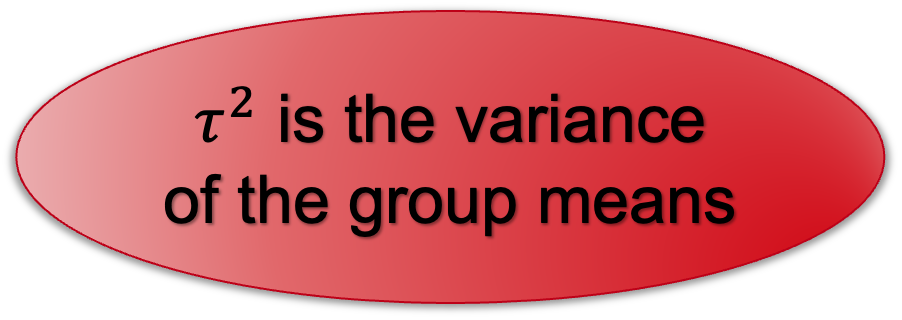 𝜏² is the variance
of the group means